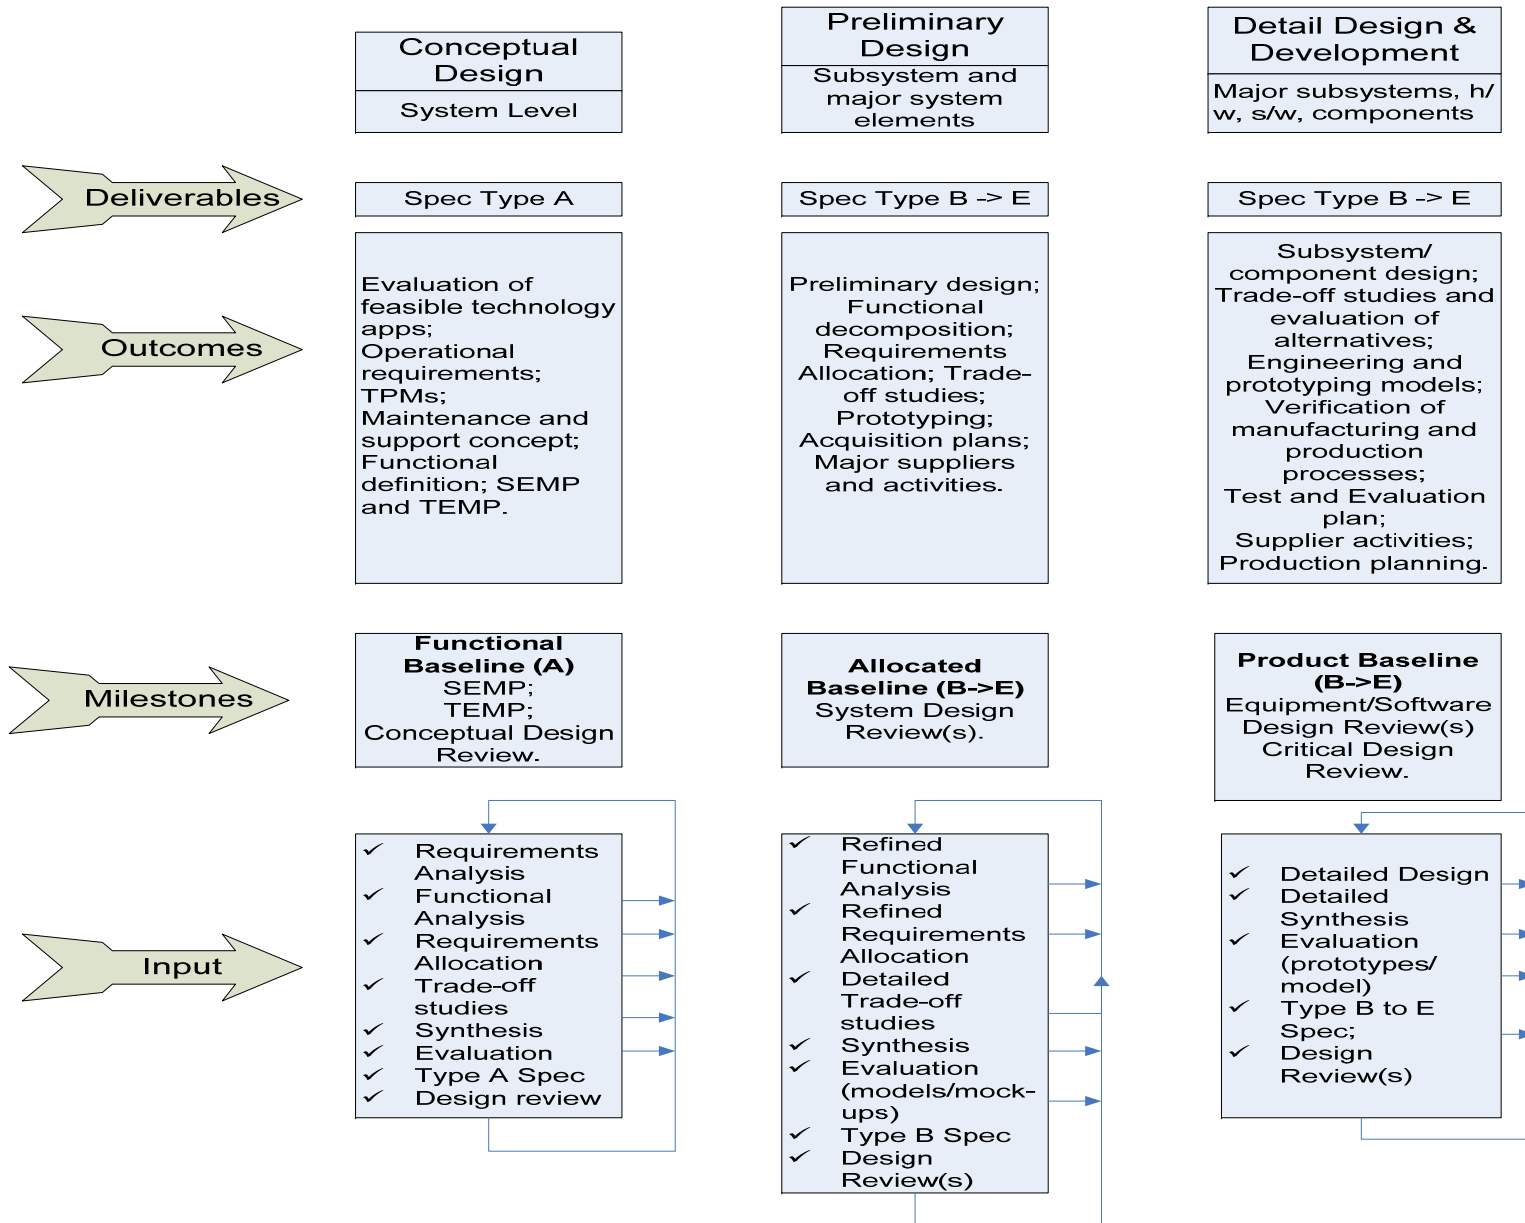 Conceptual
Design
System Level
Preliminary
Design
Subsystem and
major system
elements
Detail Design &
Development
Major subsystems, h/
w, s/w, components
Deliverables
Spec Type A
Spec Type B -> E
Spec Type B -> E
Outcomes
Evaluation of
feasible technology
apps;
Operational
requirements;
TPMs;
Maintenance and
support concept;
Functional
definition; SEMP
and TEMP.
Preliminary design;
Functional
decomposition;
Requirements
Allocation; Trade-
off studies;
Prototyping;
Acquisition plans;
Major suppliers
and activities.
Subsystem/
component design;
Trade-off studies and
evaluation of
alternatives;
Engineering and
prototyping models;
Verification of
manufacturing and
production
processes;
Test and Evaluation
plan;
Supplier activities;
Production planning.
Milestones
Functional
Baseline (A)
SEMP;
TEMP;
Conceptual Design
Review.
Allocated
Baseline (B->E)
System Design
Review(s).
Product Baseline
(B->E)
Equipment/Software
Design Review(s)
Critical Design
Review.
Input
✓ Requirements
Analysis
✓ Functional
Analysis
✓ Requirements
Allocation
✓ Trade-off
studies
✓ Synthesis
✓ Evaluation
✓ Type A Spec
✓ Design review
✓ Refined
Functional
Analysis
✓ Refined
Requirements
Allocation
✓ Detailed
Trade-off
studies
✓ Synthesis
✓ Evaluation
(models/mock-
ups)
✓ Type B Spec
✓ Design
Review(s)
✓ Detailed Design
✓ Detailed
Synthesis
✓ Evaluation
(prototypes/
model)
✓ Type B to E
Spec;
✓ Design
Review(s)